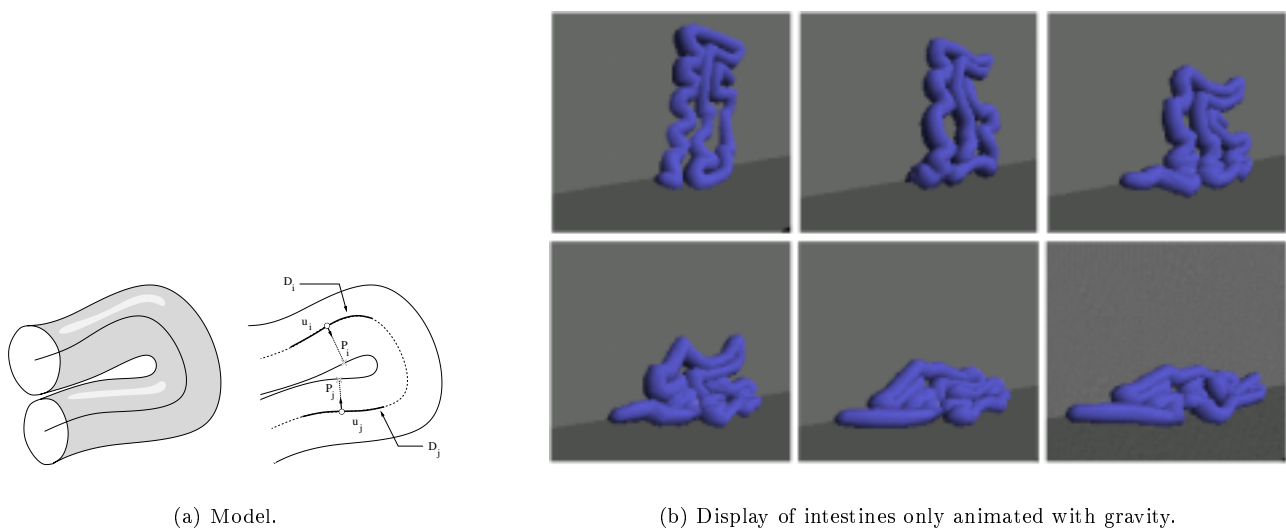 D_i
u_i
P_i
P_j
u_j
D_j
(a) Model.
(b) Display of intestines only animated with gravity.